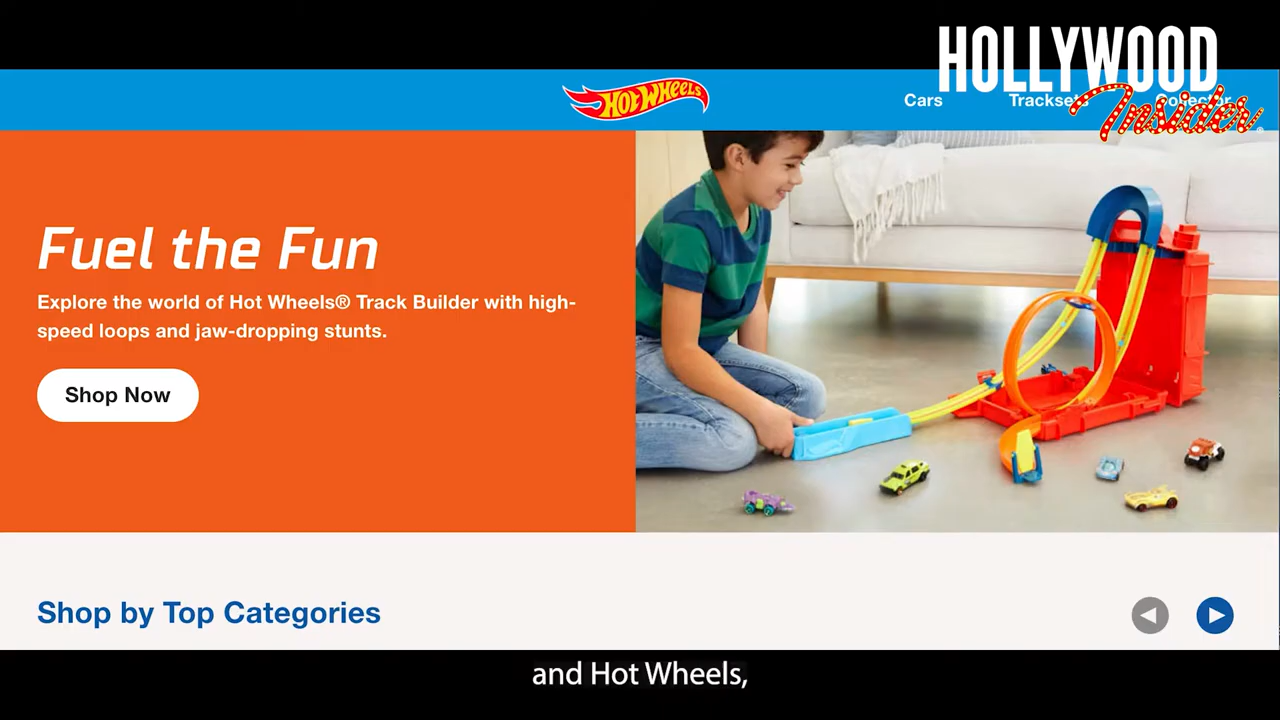 HOLLYWOOD
Insider
HOT WHEELS
Cars
Tracksets
Collector
Fuel the Fun
Explore the world of Hot Wheels® Track Builder with high-
speed loops and jaw-dropping stunts.
Shop Now
Shop by Top Categories
and Hot Wheels,